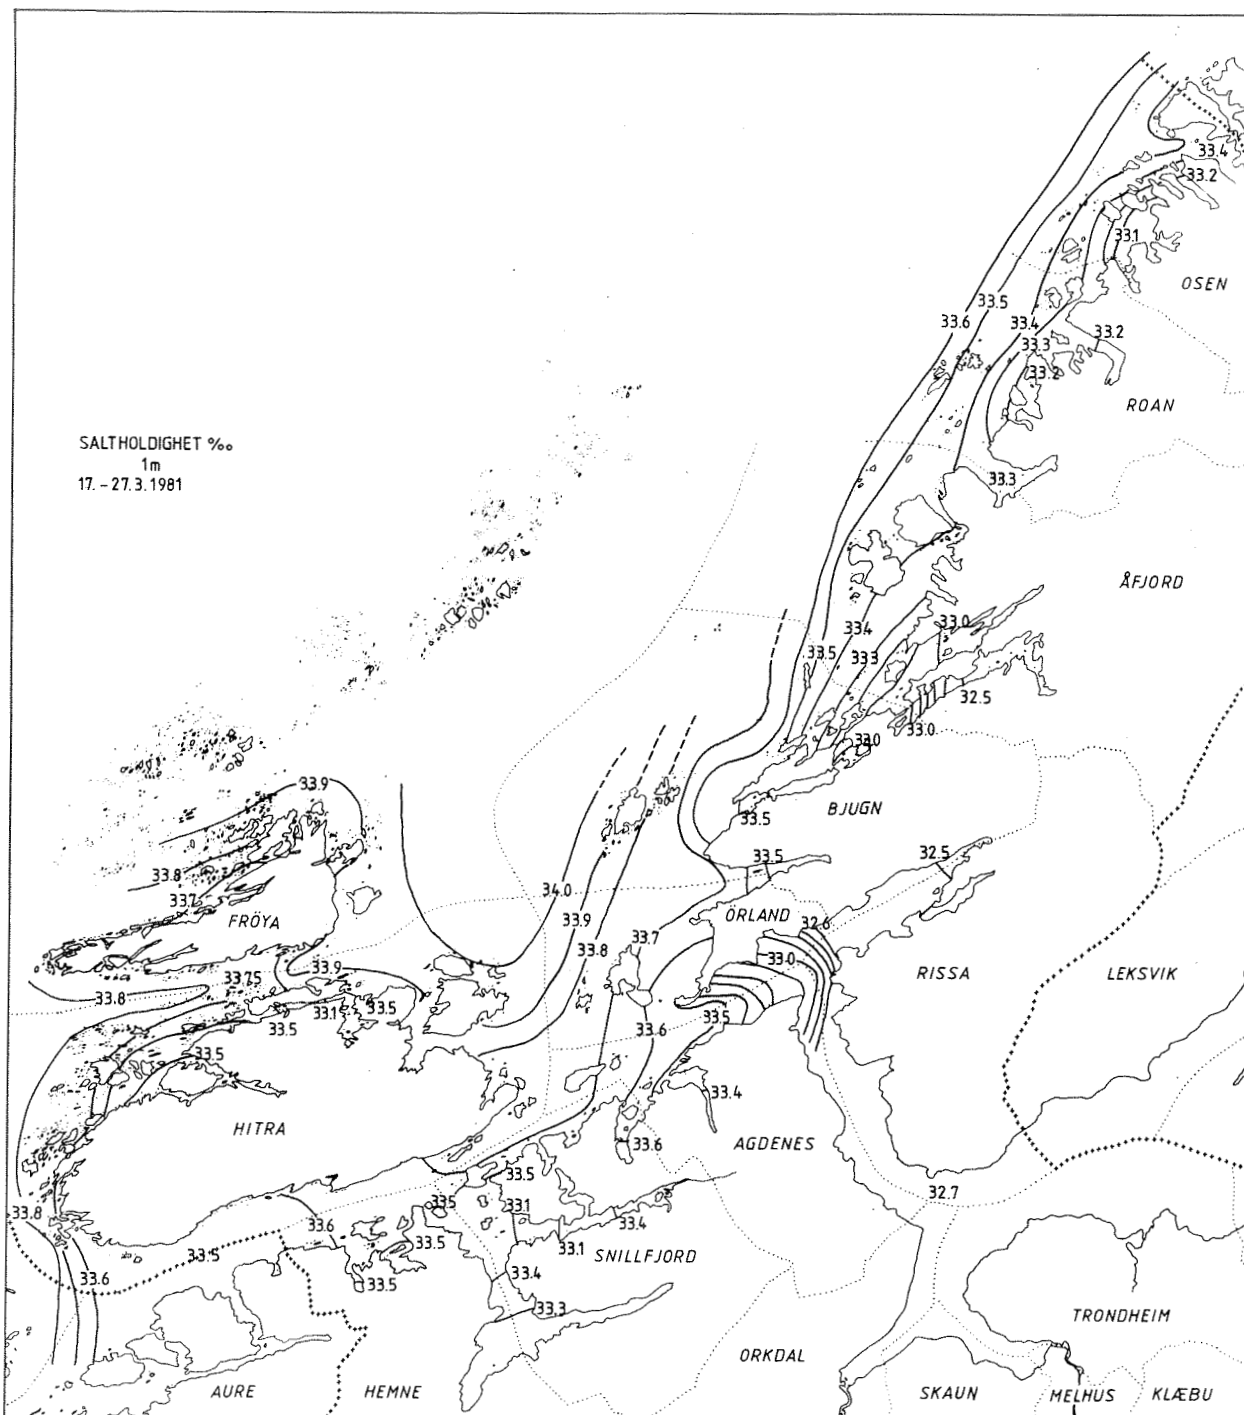 33.4
33.2
33.1
OSEN
33.5
33.6
33.4
33.2
33.3
33.2
ROAN
SALTHOLDIGHET ‰
1m
17. - 27.3.1981
33.3
ÅFJORD
33.0
33.4
33.5
33.3
32.5
33.0
33.0
33.9
BJUGN
33.5
33.5
32.5
33.8
34.0
33.7
FRÖYA
33.9
ÖRLAND
32.6
33.7
33.8
33.0
33.9
33.75
RISSA
LEKSVIK
33.8
33.5
33.1
33.5
33.5
33.6
33.5
33.4
HITRA
AGDENES
33.6
33.5
32.7
33.5
33.1
33.8
33.6
33.4
33.5
33.1
33.5
SNILLFJORD
33.6
33.5
33.4
33.3
TRONDHEIM
ORKDAL
AURE
HEMNE
SKAUN
MELHUS
KLÆBU